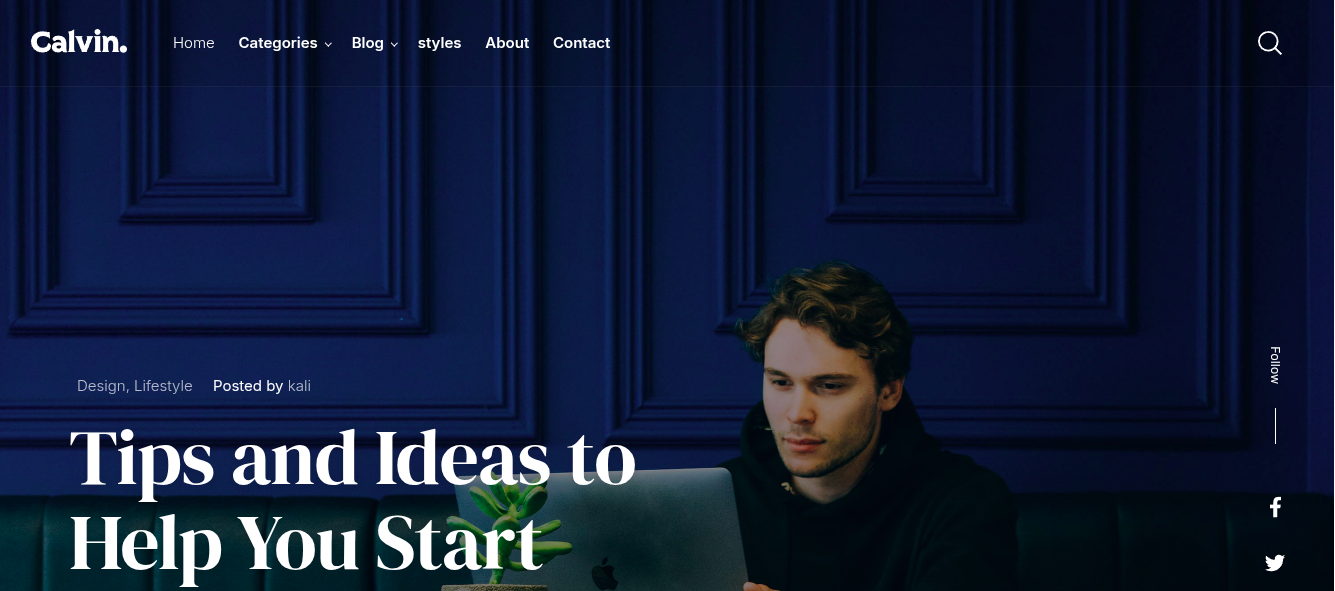 Calvin.
Home Categories Blog styles About Contact
Follow
Design, Lifestyle Posted by kali
Tips and Ideas to
Help You Start